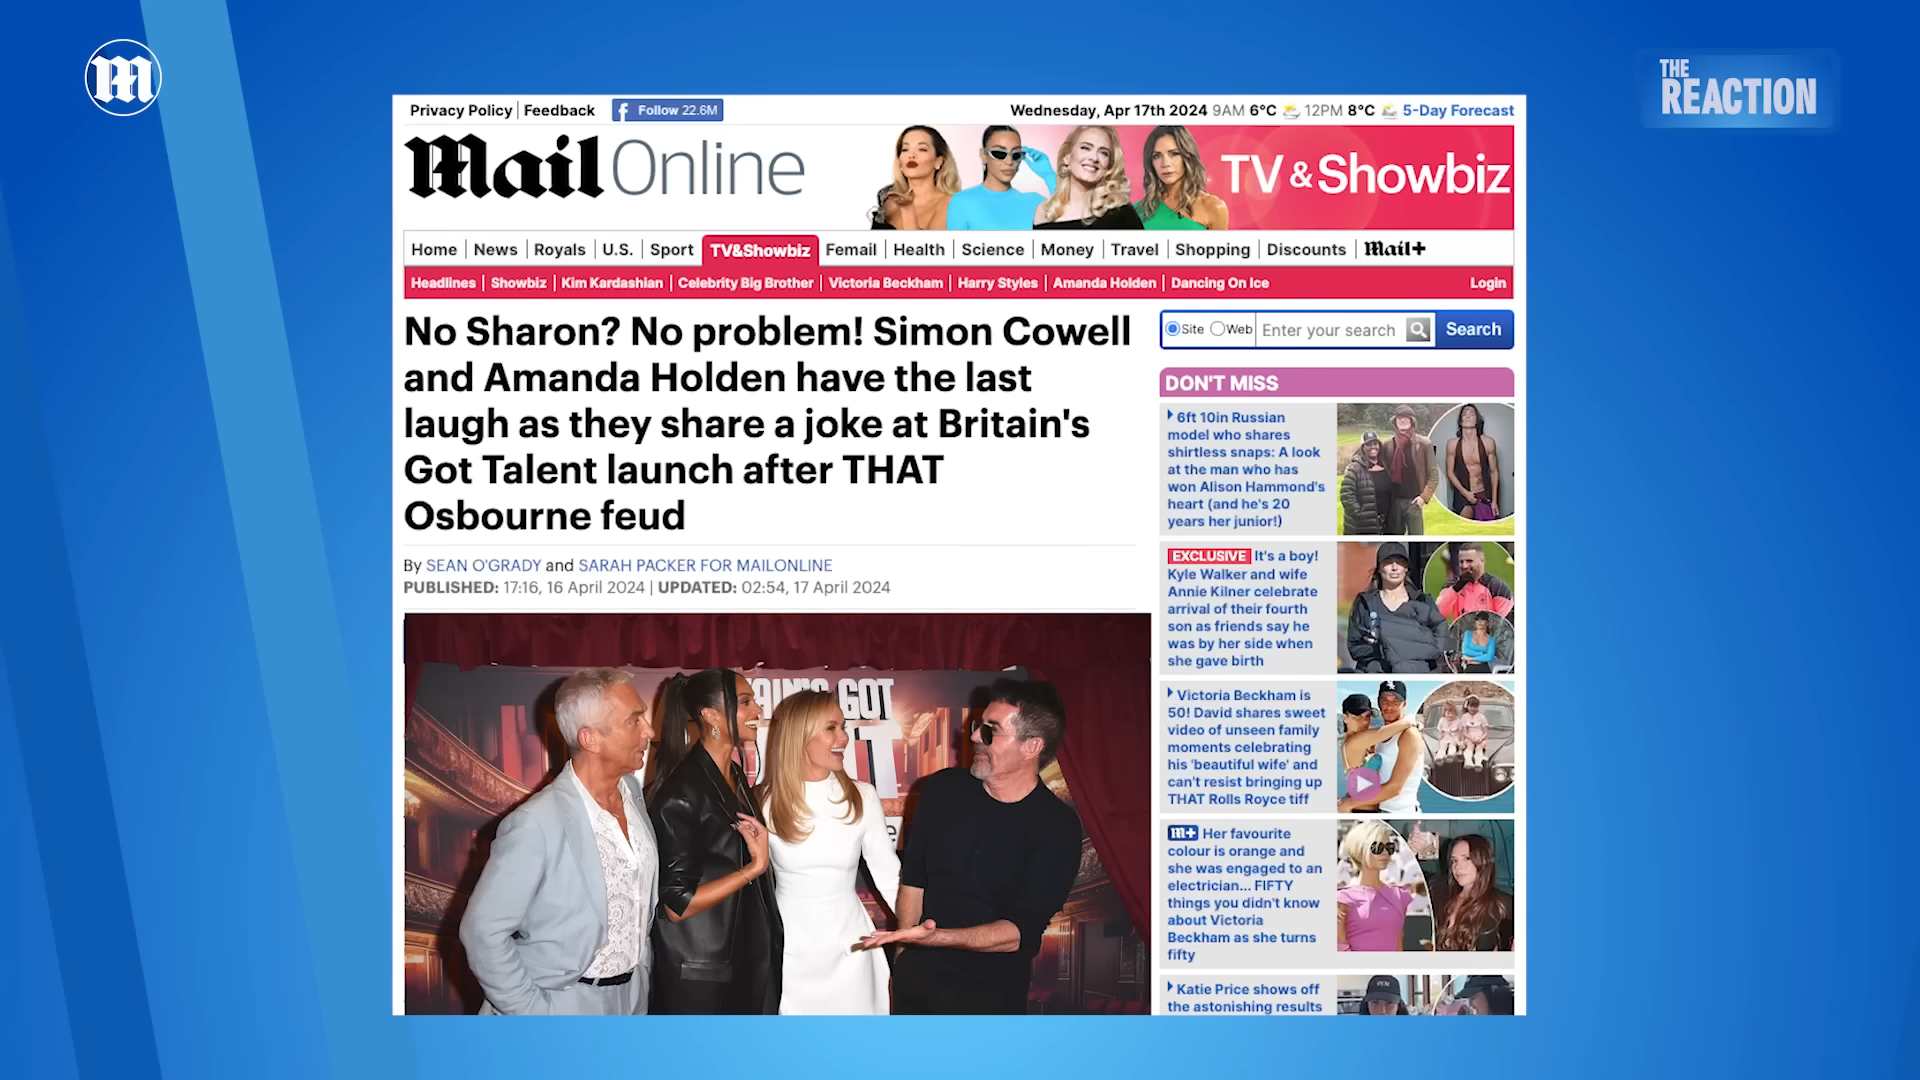 M
THE
REACTION
Privacy Policy | Feedback
Follow 22.6M
Wednesday, Apr 17th 2024 9AM 6°C 12PM 8°C 5-Day Forecast
Mail Online
TV & Showbiz
Home | News | Royals | U.S. | Sport | TV&Showbiz | Femail | Health | Science | Money | Travel | Shopping | Discounts | Mail+
Headlines | Showbiz | Kim Kardashian | Celebrity Big Brother | Victoria Beckham | Harry Styles | Amanda Holden | Dancing On Ice
Login
No Sharon? No problem! Simon Cowell
and Amanda Holden have the last
laugh as they share a joke at Britain's
Got Talent launch after THAT
Osbourne feud
By SEAN O'GRADY and SARAH PACKER FOR MAILONLINE
PUBLISHED: 17:16, 16 April 2024 | UPDATED: 02:54, 17 April 2024
GOT
Site Web Enter your search Search
DON'T MISS
6ft 10in Russian
model who shares
shirtless snaps: A look
at the man who has
won Alison Hammond's
heart (and he's 20
years her junior!)
EXCLUSIVE It's a boy!
Kyle Walker and wife
Annie Kilner celebrate
arrival of their fourth
son as friends say he
was by her side when
she gave birth
Victoria Beckham is
50! David shares sweet
video of unseen family
moments celebrating
his 'beautiful wife' and
can't resist bringing up
THAT Rolls Royce tiff
M+ Her favourite
colour is orange and
she was engaged to an
electrician... FIFTY
things you didn't know
about Victoria
Beckham as she turns
fifty
Katie Price shows off
the astonishing results